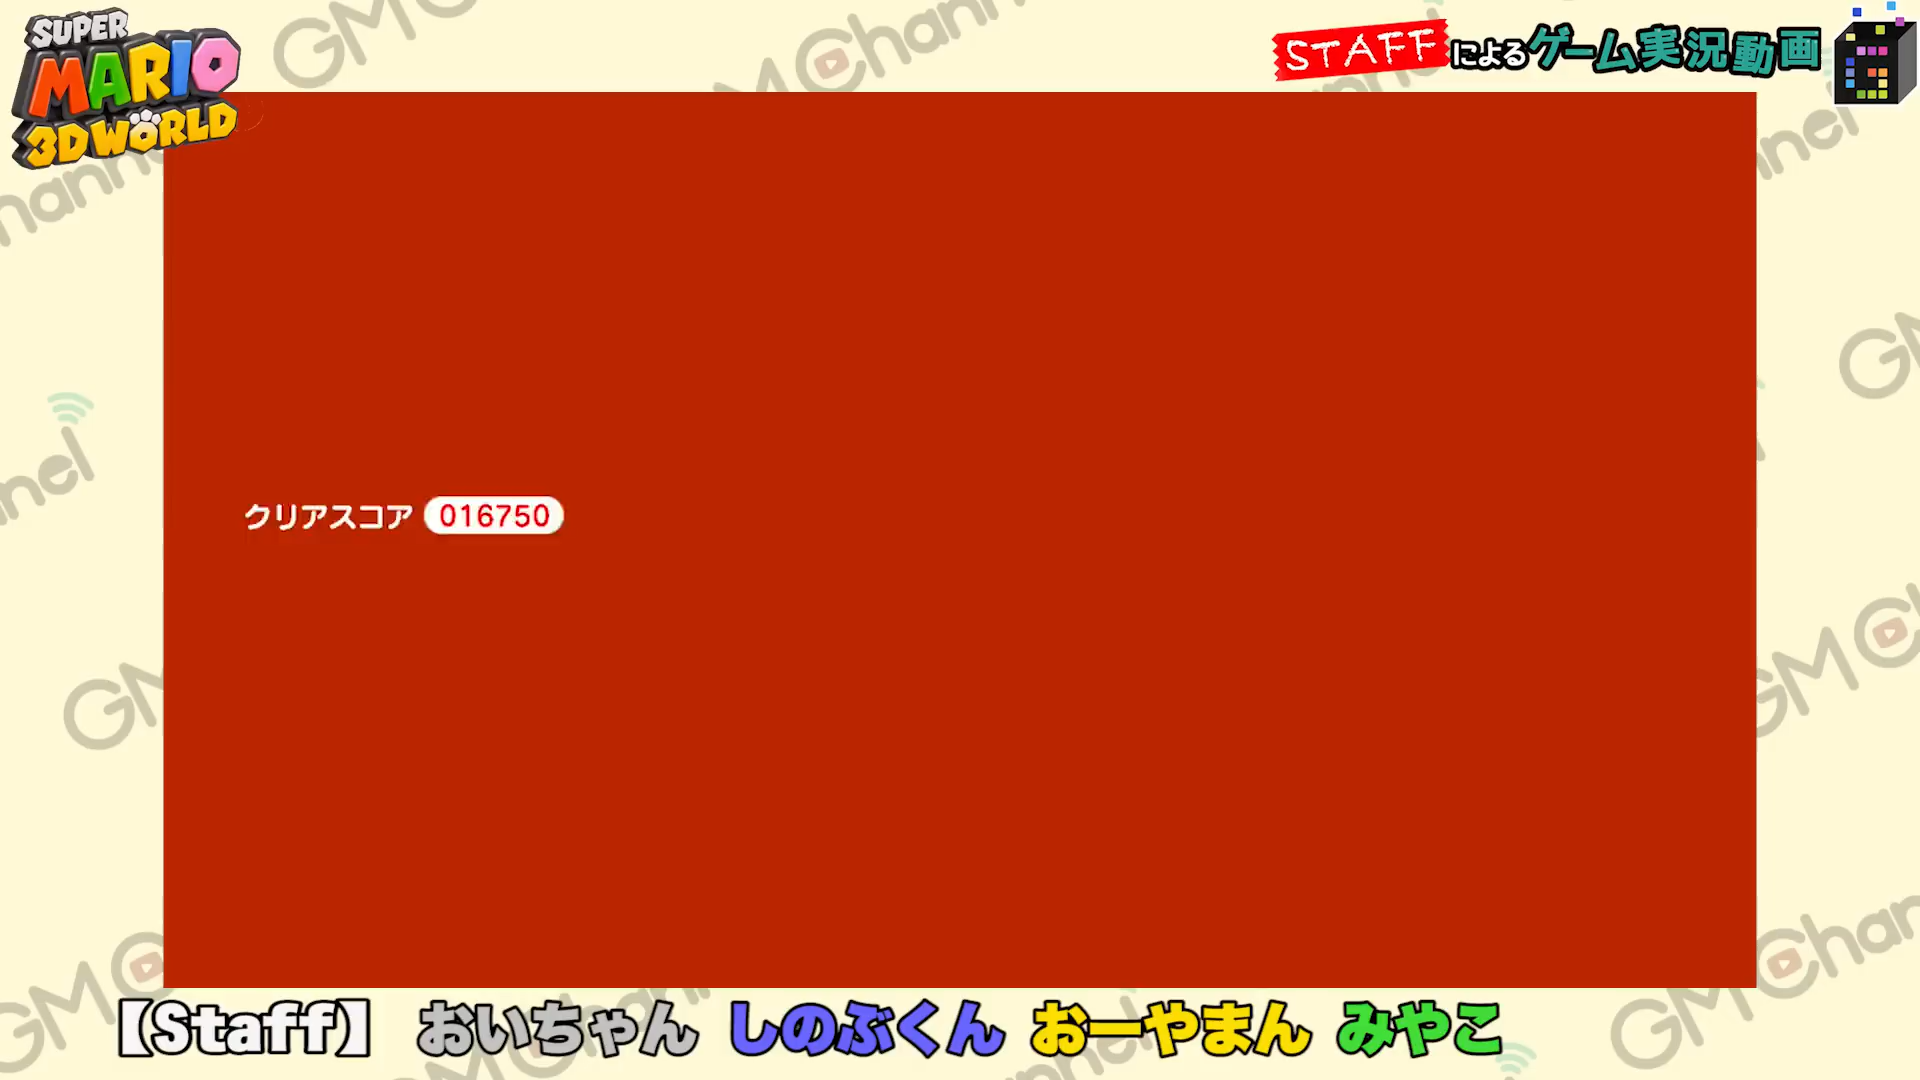 SUPER
MARIO
3D WORLD
STAFFによるゲーム実況動画
クリアスコア 016750
【Staff】 おいちゃん しのぶくん おーやまん みやこ
GMChannel